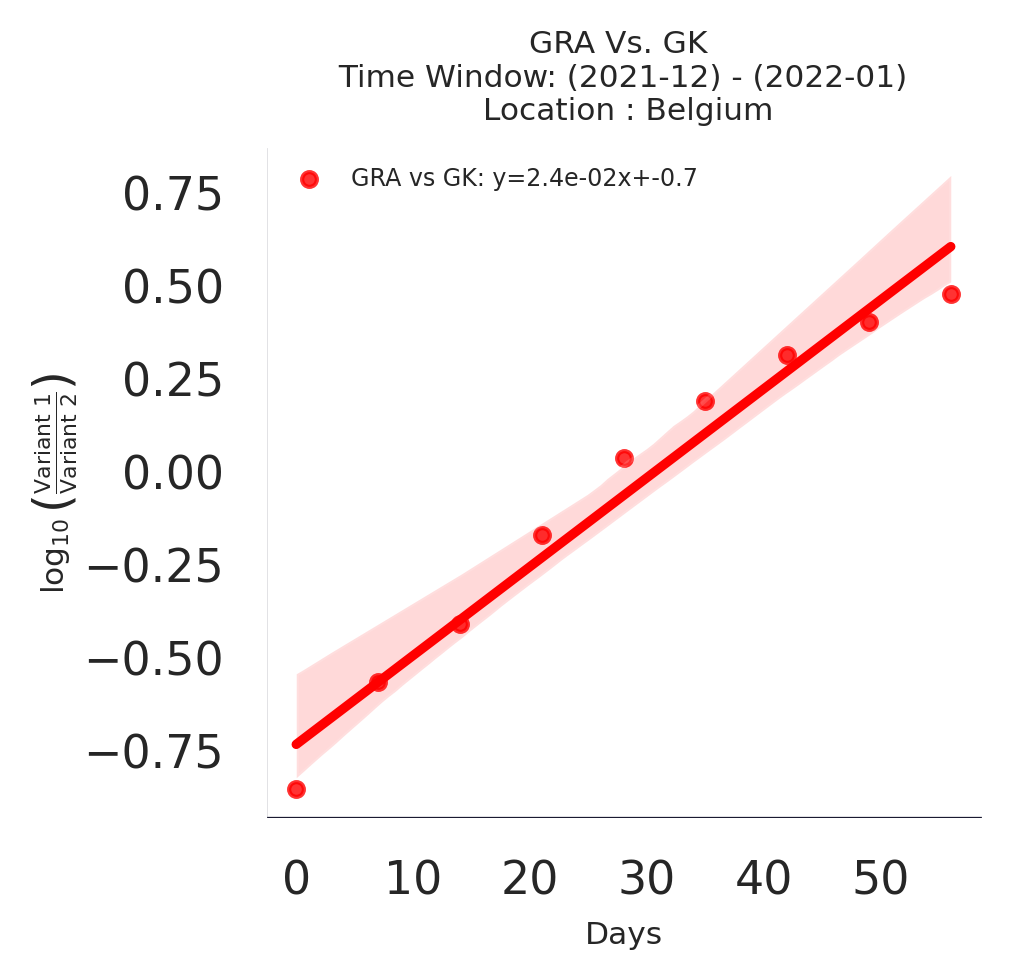 GRA Vs. GK
Time Window: (2021-12) - (2022-01)
Location : Belgium
GRA vs GK: y=2.4e-02x+-0.7
0.75
0.50
0.25
0.00
−0.25
−0.50
−0.75
log₁₀ (Variant 1 / Variant 2)
0 10 20 30 40 50
Days